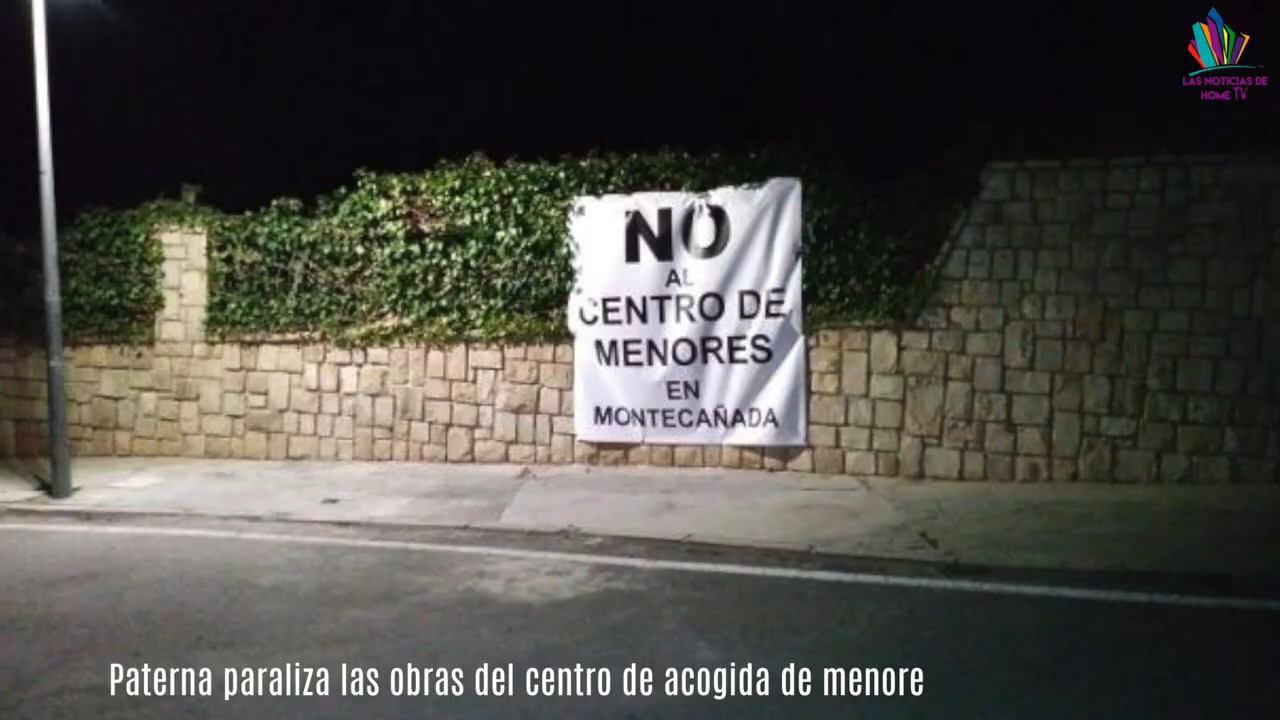 LAS NOTICIAS DE
HOME TV
NO
AL
CENTRO DE
MENORES
EN
MONTECAÑADA
Paterna paraliza las obras del centro de acogida de menore